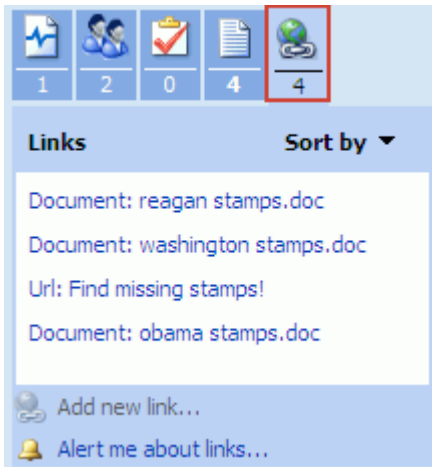 1 2 0 4 4
Links Sort by
Document: reagan stamps.doc
Document: washington stamps.doc
Url: Find missing stamps!
Document: obama stamps.doc
Add new link...
Alert me about links...